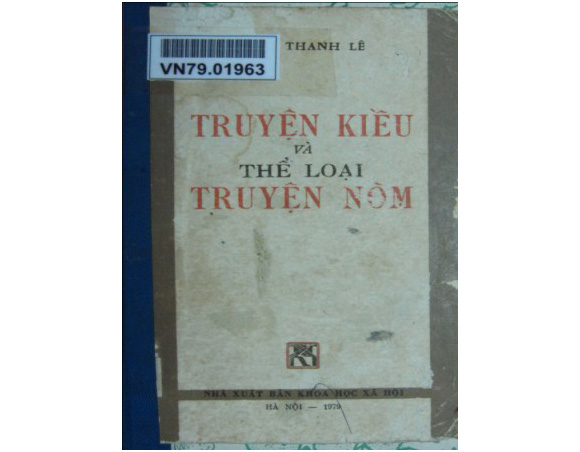 THANH LÊ
VN79.01963
TRUYỆN KIỀU
VÀ
THỂ LOẠI
TRUYỆN NÔM
NHÀ XUẤT BẢN KHOA HỌC XÃ HỘI
HÀ NỘI — 1979